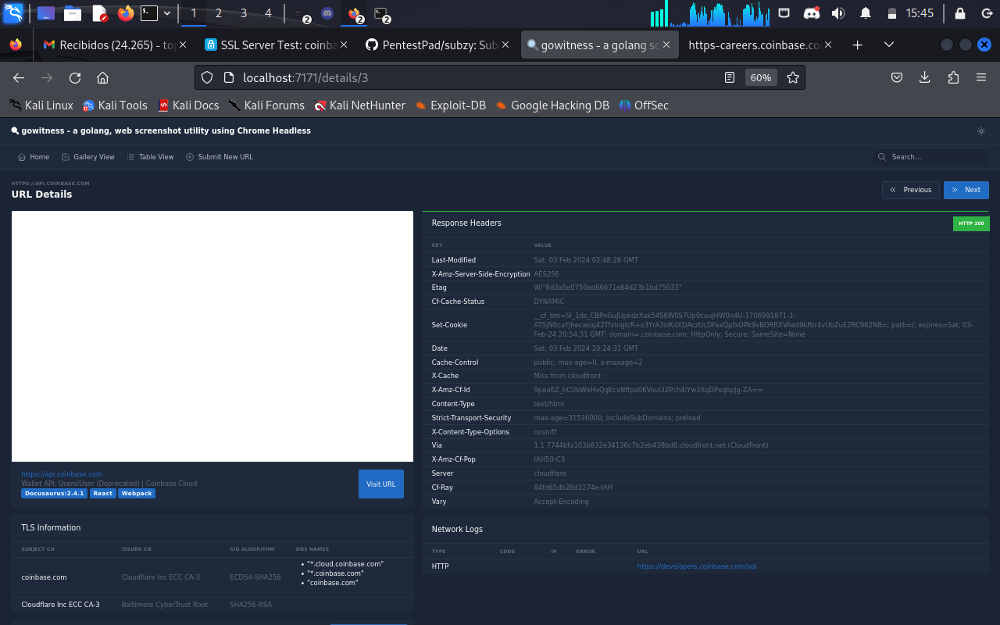 1
2
3
4
2
2
2
15:45
Recibidos (24.265) - to
SSL Server Test: coinba
PentestPad/subzy: Sub
gowitness - a golang sc
https-careers.coinbase.co
localhost:7171/details/3
60%
Kali Linux
Kali Tools
Kali Docs
Kali Forums
Kali NetHunter
Exploit-DB
Google Hacking DB
OffSec
gowitness - a golang, web screenshot utility using Chrome Headless
Home
Gallery View
Table View
Submit New URL
Search…
HTTPS://API.COINBASE.COM
URL Details
Previous
Next
https://api.coinbase.com
Wallet API: Users/User (Deprecated) | Coinbase Cloud
Docusaurus:2.4.1 React Webpack
Visit URL
TLS Information
SUBJECT CN ISSUER CN SIG ALGORITHM DNS NAMES
coinbase.com Cloudflare Inc ECC CA-3 ECDSA-SHA256
• "*.cloud.coinbase.com"
• "*.coinbase.com"
• "coinbase.com"
Cloudflare Inc ECC CA-3 Baltimore CyberTrust Root SHA256-RSA
Response Headers
HTTP 200
KEY VALUE
Last-Modified Sat, 03 Feb 2024 02:48:26 GMT
X-Amz-Server-Side-Encryption AES256
Etag W/"8d3a5e0750ed66671e84d23b1bd75033"
Cf-Cache-Status DYNAMIC
Set-Cookie
path=/; expires=Sat, 03-
Feb-24 20:54:31 GMT; domain=.coinbase.com; HttpOnly; Secure; SameSite=None
Date Sat, 03 Feb 2024 20:24:31 GMT
Cache-Control public, max-age=0, s-maxage=2
X-Cache Miss from cloudfront
X-Amz-Cf-Id
Content-Type text/html
Strict-Transport-Security max-age=31536000; includeSubDomains; preload
X-Content-Type-Options nosniff
Via 1.1 7744bfa103b832e34136c7b2eb438bd8.cloudfront.net (CloudFront)
X-Amz-Cf-Pop IAH50-C3
Server cloudflare
Cf-Ray 84fd65db28d1274e-IAH
Vary Accept-Encoding
Network Logs
TYPE CODE IP ERROR URL
HTTP https://developers.coinbase.com/api